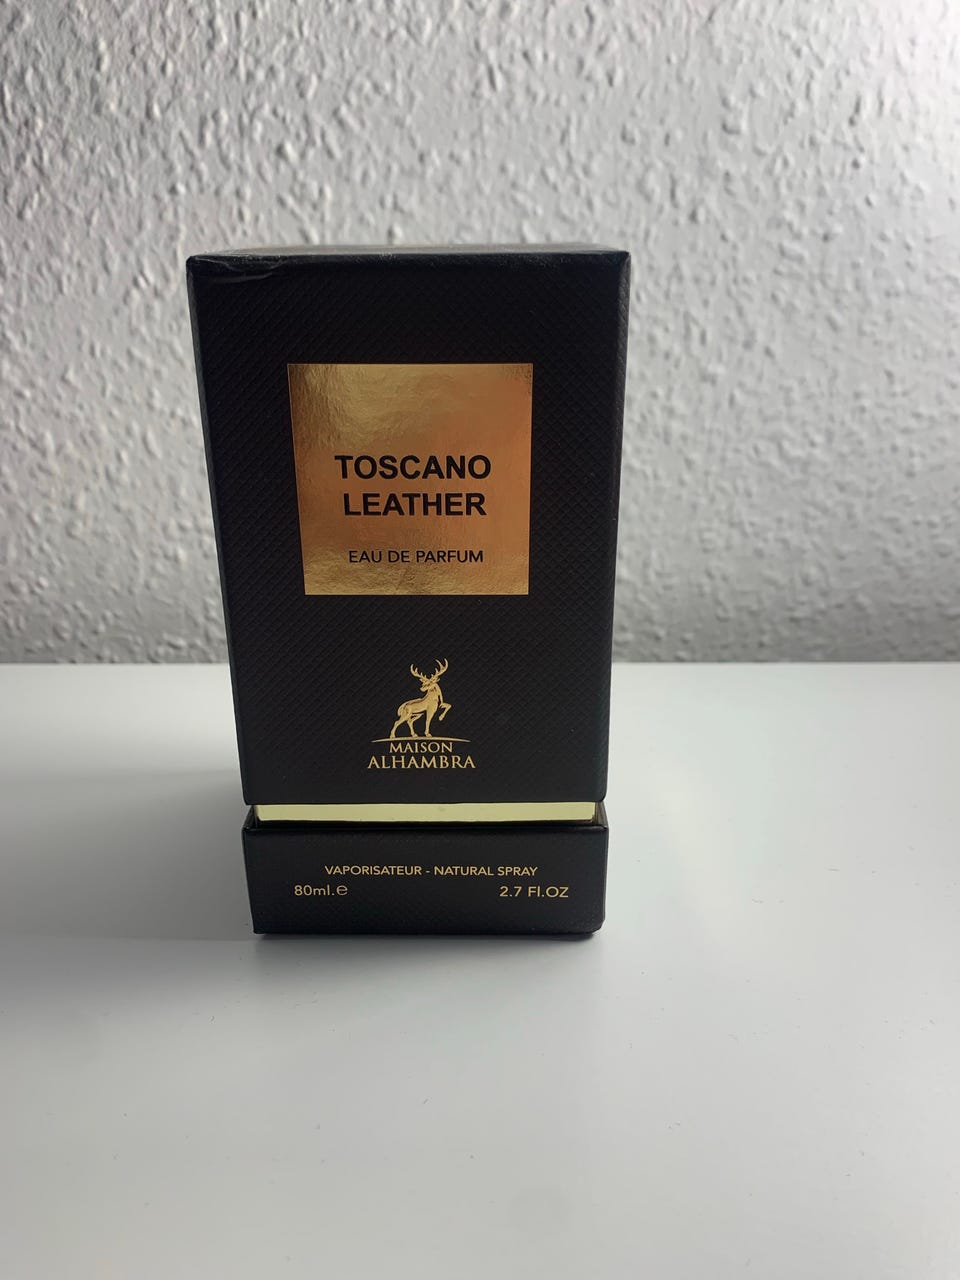 TOSCANO
LEATHER
EAU DE PARFUM
MAISON
ALHAMBRA
VAPORISATEUR - NATURAL SPRAY
80ml.℮ 2.7 Fl.OZ